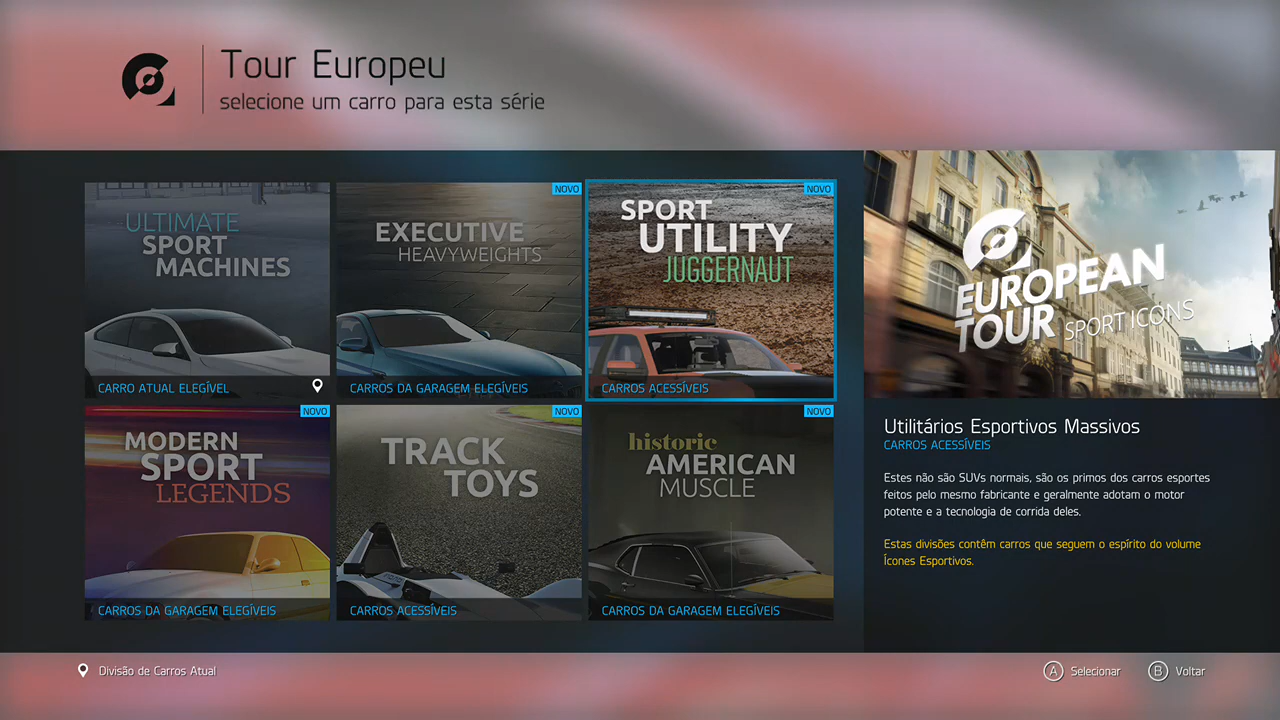 Tour Europeu
selecione um carro para esta série
ULTIMATE
SPORT
MACHINES
CARRO ATUAL ELEGÍVEL
NOVO
EXECUTIVE
HEAVYWEIGHTS
CARROS DA GARAGEM ELEGÍVEIS
NOVO
SPORT
UTILITY
JUGGERNAUT
CARROS ACESSÍVEIS
NOVO
MODERN
SPORT
LEGENDS
CARROS DA GARAGEM ELEGÍVEIS
NOVO
TRACK
TOYS
CARROS ACESSÍVEIS
NOVO
historic
AMERICAN
MUSCLE
CARROS DA GARAGEM ELEGÍVEIS
EUROPEAN
TOUR SPORT ICONS
Utilitários Esportivos Massivos
CARROS ACESSÍVEIS
Estes não são SUVs normais, são os primos dos carros esportes
feitos pelo mesmo fabricante e geralmente adotam o motor
potente e a tecnologia de corrida deles.
Estas divisões contêm carros que seguem o espírito do volume
Ícones Esportivos.
Divisão de Carros Atual
A Selecionar
B Voltar